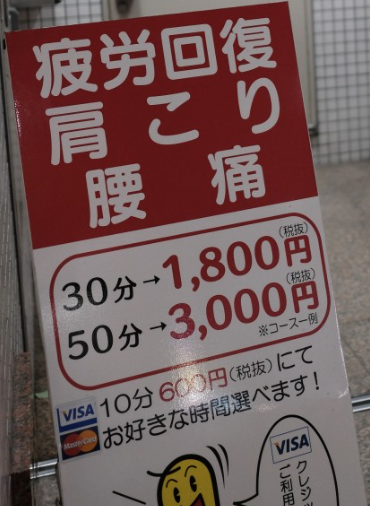 疲労回復
肩こり
腰痛
30分→1,800円(税抜)
50分→3,000円(税抜)
※コース一例
VISA
MasterCard
10分600円(税抜)にて
お好きな時間選べます!
VISA
クレジッ
ご利用